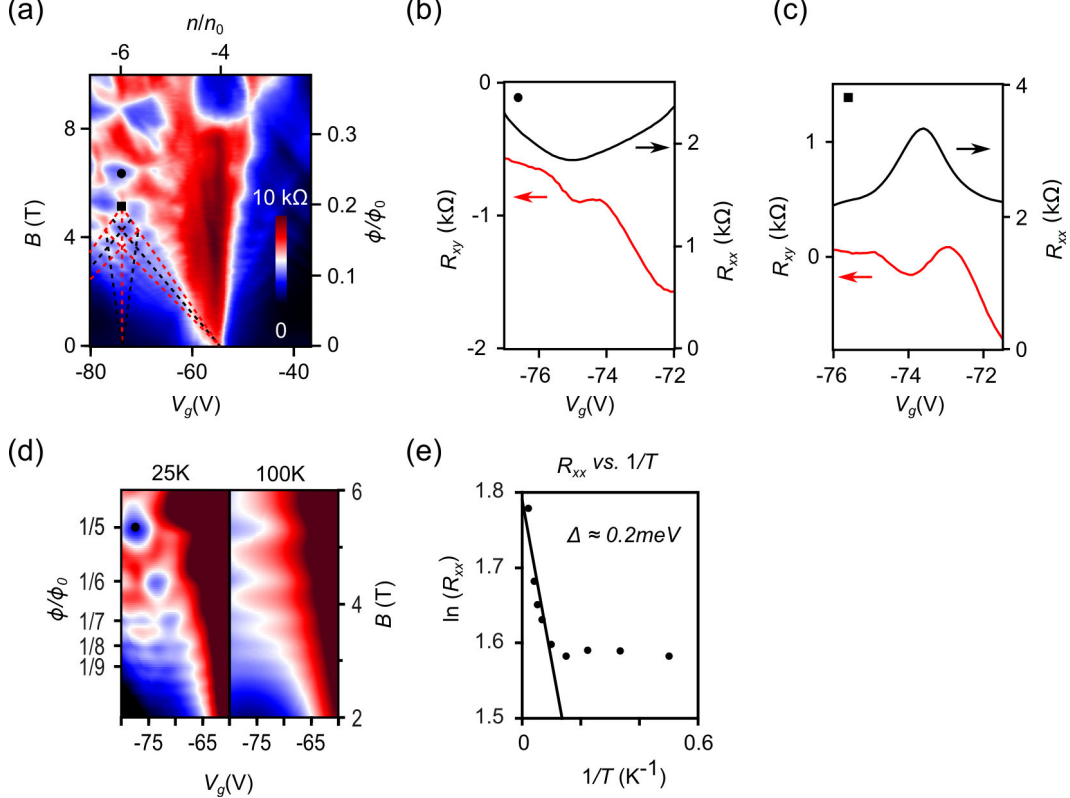 (a)
n/n0
-6
-4
8
4
0
B (T)
10 kΩ
0
0.3
0.2
0.1
0
ϕ/ϕ0
-80
-60
-40
Vg(V)
(b)
0
-1
-2
Rxy (kΩ)
2
1
0
Rxx (kΩ)
-76
-74
-72
Vg(V)
(c)
1
0
Rxy (kΩ)
4
2
0
Rxx (kΩ)
-76
-74
-72
Vg(V)
(d)
25K
100K
1/5
1/6
1/7
1/8
1/9
ϕ/ϕ0
6
4
2
B (T)
-75
-65
-75
-65
Vg(V)
(e)
Rxx vs. 1/T
Δ ≈ 0.2meV
1.8
1.7
1.6
1.5
ln (Rxx)
0
0.6
1/T (K-1)